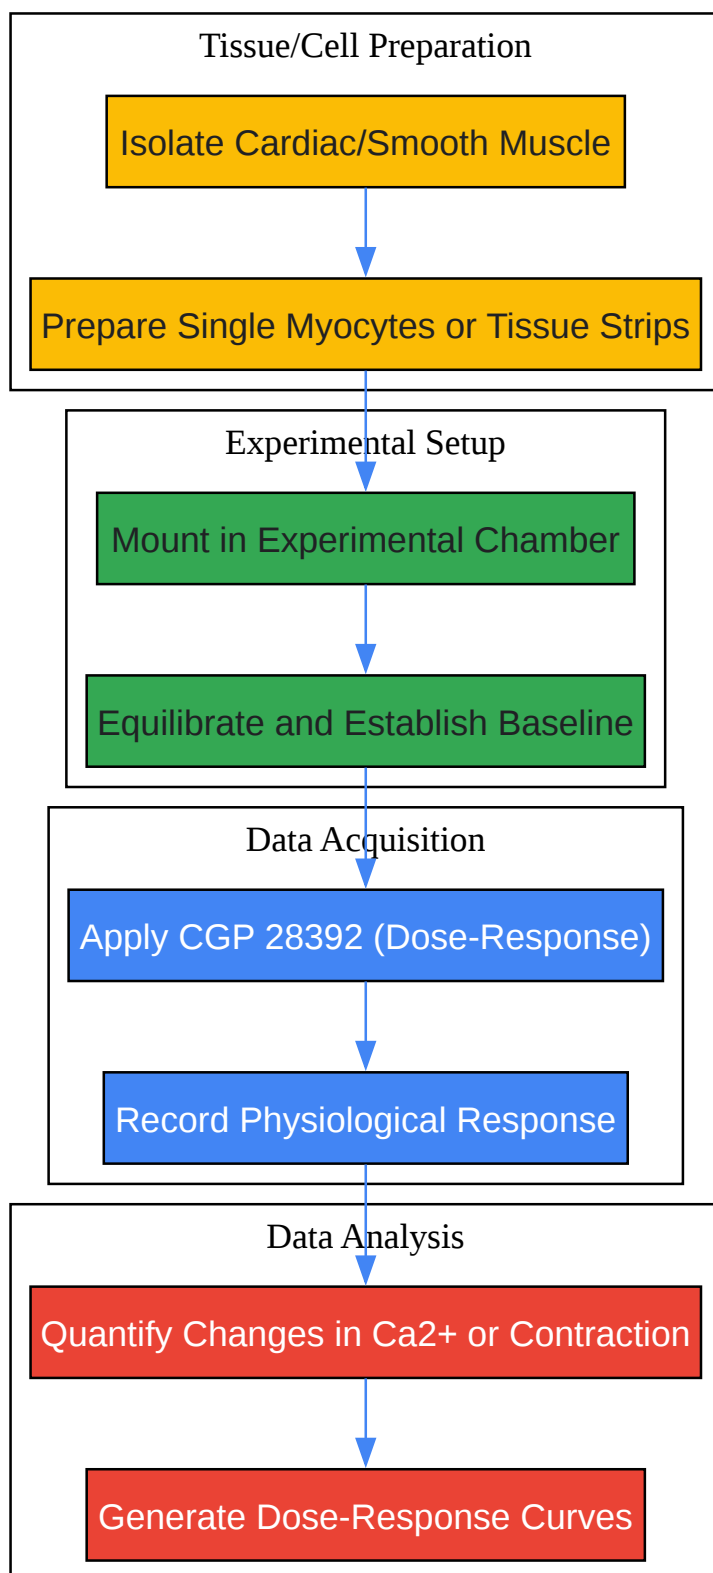 Tissue/Cell Preparation
Isolate Cardiac/Smooth Muscle
Prepare Single Myocytes or Tissue Strips
Experimental Setup
Mount in Experimental Chamber
Equilibrate and Establish Baseline
Data Acquisition
Apply CGP 28392 (Dose-Response)
Record Physiological Response
Data Analysis
Quantify Changes in Ca2+ or Contraction
Generate Dose-Response Curves